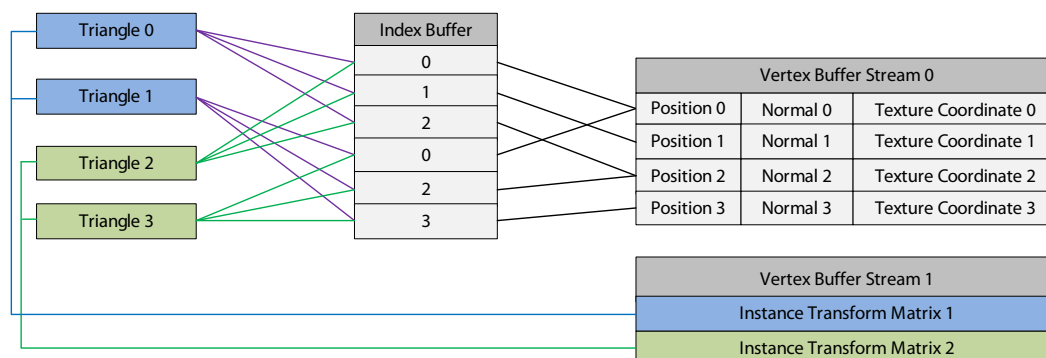 Triangle 0
Triangle 1
Triangle 2
Triangle 3
Index Buffer
0
1
2
0
2
3
Vertex Buffer Stream 0
Position 0 Normal 0 Texture Coordinate 0
Position 1 Normal 1 Texture Coordinate 1
Position 2 Normal 2 Texture Coordinate 2
Position 3 Normal 3 Texture Coordinate 3
Vertex Buffer Stream 1
Instance Transform Matrix 1
Instance Transform Matrix 2